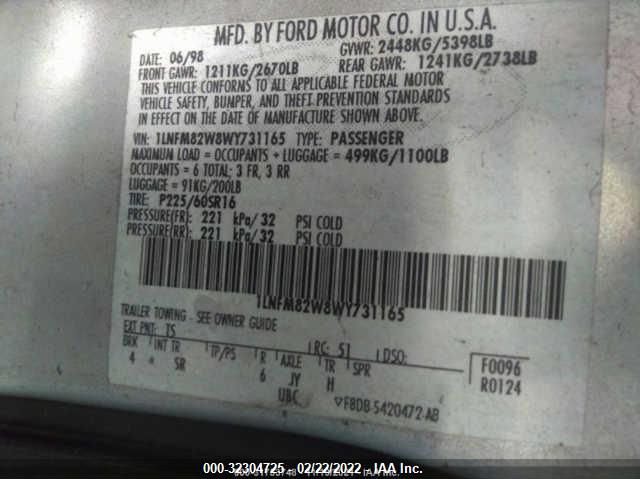 MFD. BY FORD MOTOR CO. IN U.S.A.
DATE: 06/98 GVWR: 2448KG/5398LB
FRONT GAWR: 1211KG/2670LB REAR GAWR: 1241KG/2738LB
THIS VEHICLE CONFORMS TO ALL APPLICABLE FEDERAL MOTOR
VEHICLE SAFETY, BUMPER, AND THEFT PREVENTION STANDARDS
IN EFFECT ON THE DATE OF MANUFACTURE SHOWN ABOVE.
VIN: 1LNFM82W8WY731165 TYPE: PASSENGER
MAXIMUM LOAD = OCCUPANTS + LUGGAGE = 499KG/1100LB
OCCUPANTS = 6 TOTAL; 3 FR, 3 RR
LUGGAGE = 91KG/200LB
TIRE: P225/60SR16
PRESSURE(FR): 221 kPa/32 PSI COLD
PRESSURE(RR): 221 kPa/32 PSI COLD
1LNFM82W8WY731165
TRAILER TOWING - SEE OWNER GUIDE
EXT PNT: TS RC: 51 DSO:
BRK INT TR TP/PS R AXLE TR SPR F0096
4 * SR 6 JY H R0124
UBC ▽F8DB-5420472-AB
000-32304725 - 02/22/2022 - IAA Inc.